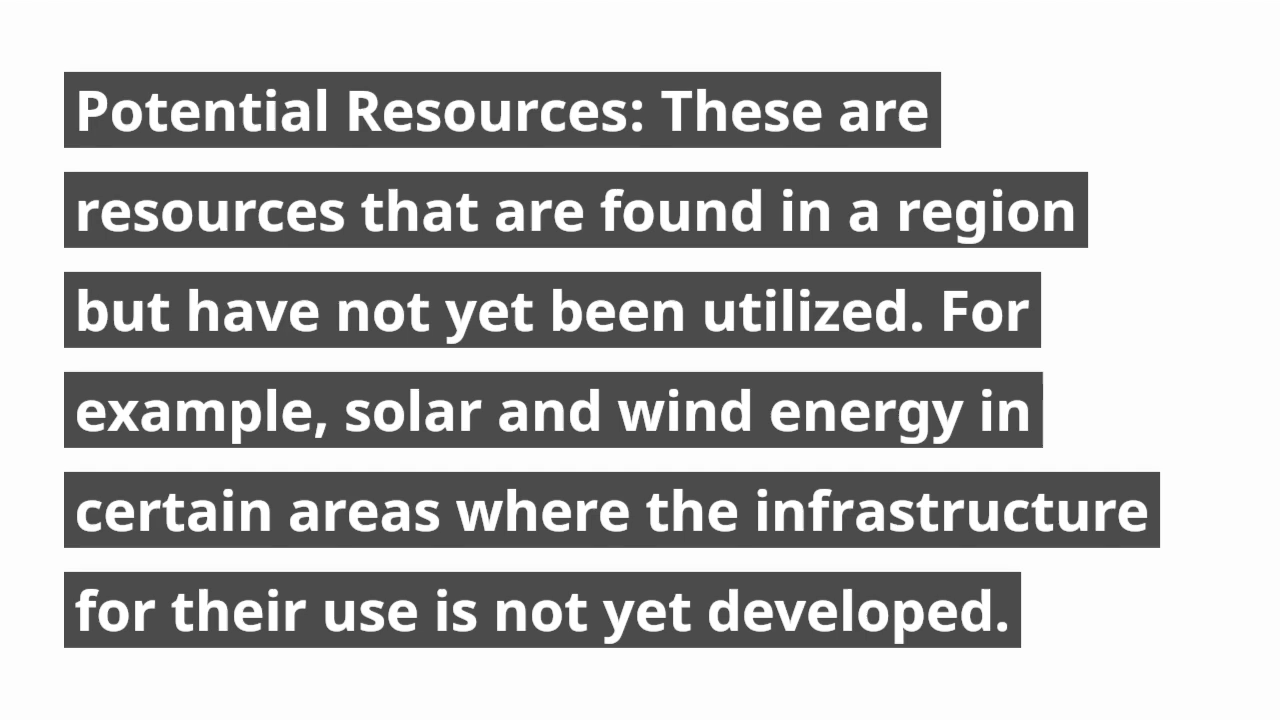 Potential Resources: These are
resources that are found in a region
but have not yet been utilized. For
example, solar and wind energy in
certain areas where the infrastructure
for their use is not yet developed.